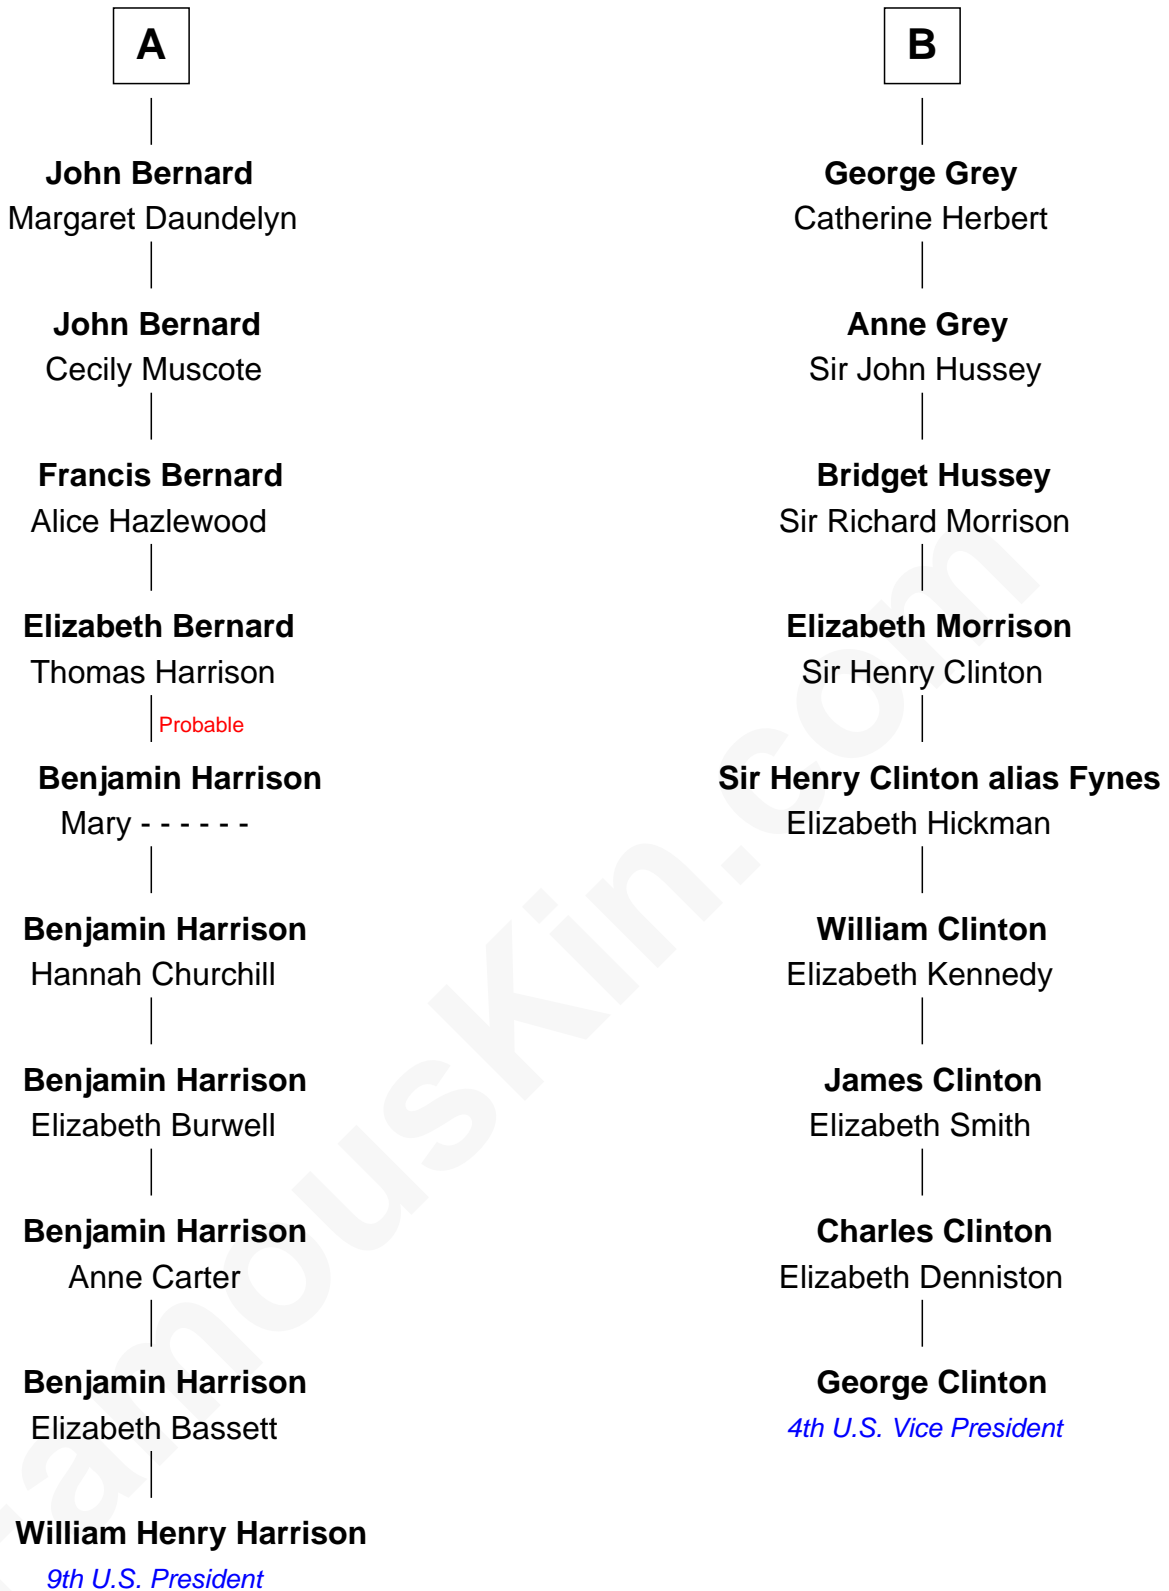 A
John Bernard
Margaret Daundelyn
John Bernard
Cecily Muscote
Francis Bernard
Alice Hazlewood
Elizabeth Bernard
Thomas Harrison
Probable
Benjamin Harrison
Mary - - - - - -
Benjamin Harrison
Hannah Churchill
Benjamin Harrison
Elizabeth Burwell
Benjamin Harrison
Anne Carter
Benjamin Harrison
Elizabeth Bassett
William Henry Harrison
9th U.S. President
B
George Grey
Catherine Herbert
Anne Grey
Sir John Hussey
Bridget Hussey
Sir Richard Morrison
Elizabeth Morrison
Sir Henry Clinton
Sir Henry Clinton alias Fynes
Elizabeth Hickman
William Clinton
Elizabeth Kennedy
James Clinton
Elizabeth Smith
Charles Clinton
Elizabeth Denniston
George Clinton
4th U.S. Vice President
FamousKin.com